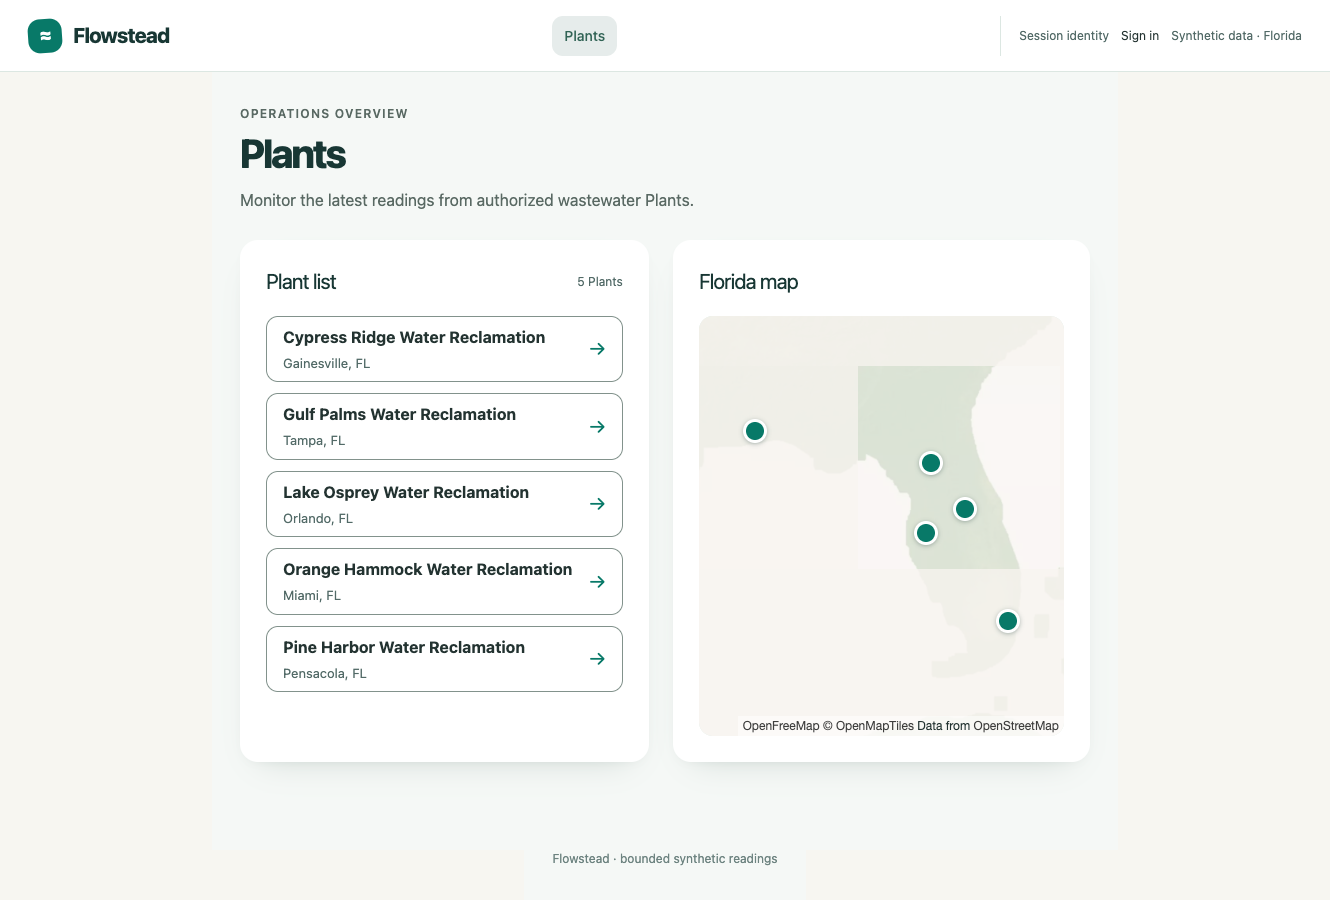 Flowstead
Plants
Session identity
Sign in
Synthetic data · Florida
OPERATIONS OVERVIEW
Plants
Monitor the latest readings from authorized wastewater Plants.
Plant list
5 Plants
Cypress Ridge Water Reclamation
Gainesville, FL
Gulf Palms Water Reclamation
Tampa, FL
Lake Osprey Water Reclamation
Orlando, FL
Orange Hammock Water Reclamation
Miami, FL
Pine Harbor Water Reclamation
Pensacola, FL
Florida map
OpenFreeMap © OpenMapTiles Data from OpenStreetMap
Flowstead · bounded synthetic readings